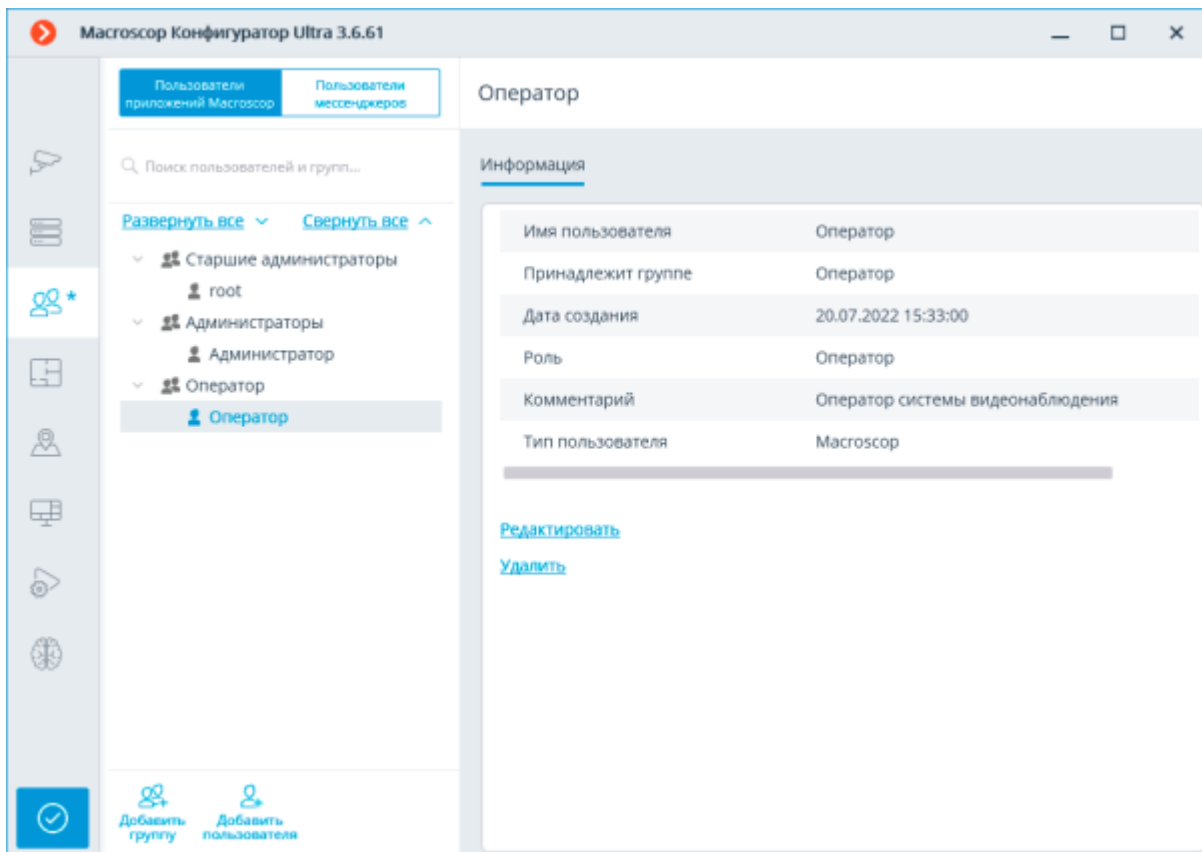 Macroscop Конфигуратор Ultra 3.6.61
Пользователи приложений Macroscop
Пользователи мессенджеров
Поиск пользователей и групп...
Развернуть все
Свернуть все
Старшие администраторы
root
Администраторы
Администратор
Оператор
Оператор
Добавить группу
Добавить пользователя
Оператор
Информация
Имя пользователя Оператор
Принадлежит группе Оператор
Дата создания 20.07.2022 15:33:00
Роль Оператор
Комментарий Оператор системы видеонаблюдения
Тип пользователя Macroscop
Редактировать
Удалить